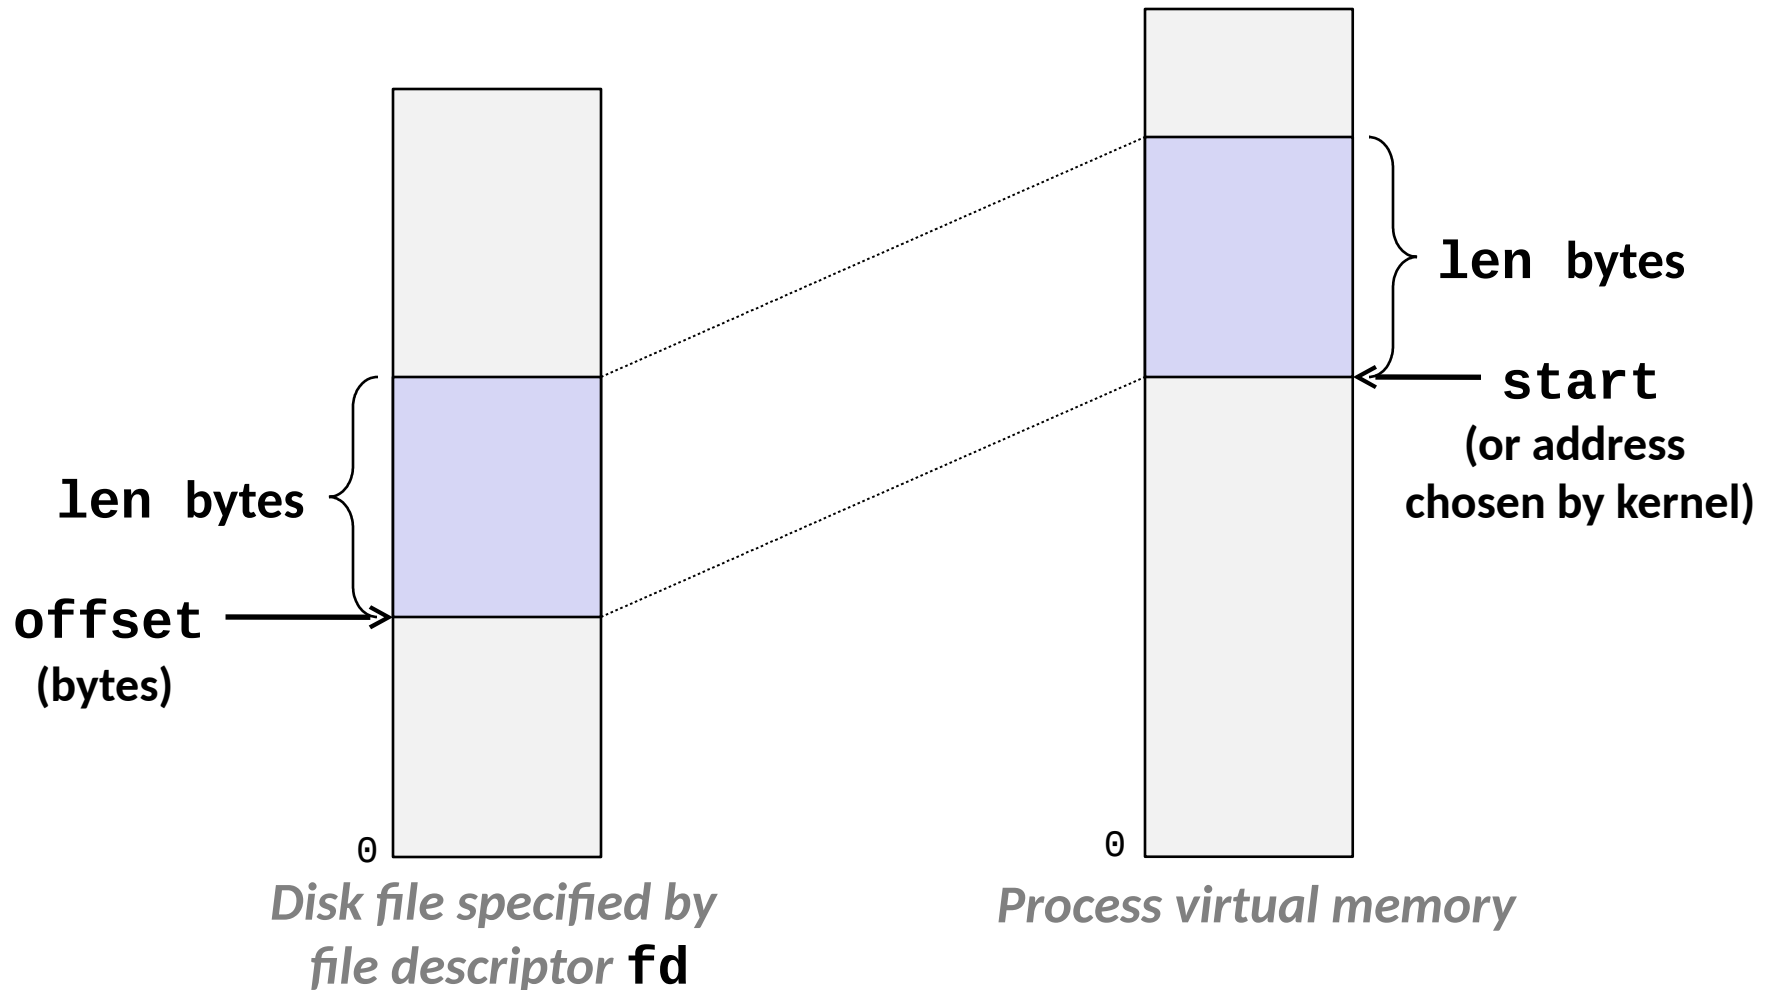 len bytes
offset
(bytes)
0
Disk file specified by
file descriptor fd
len bytes
start
(or address
chosen by kernel)
0
Process virtual memory